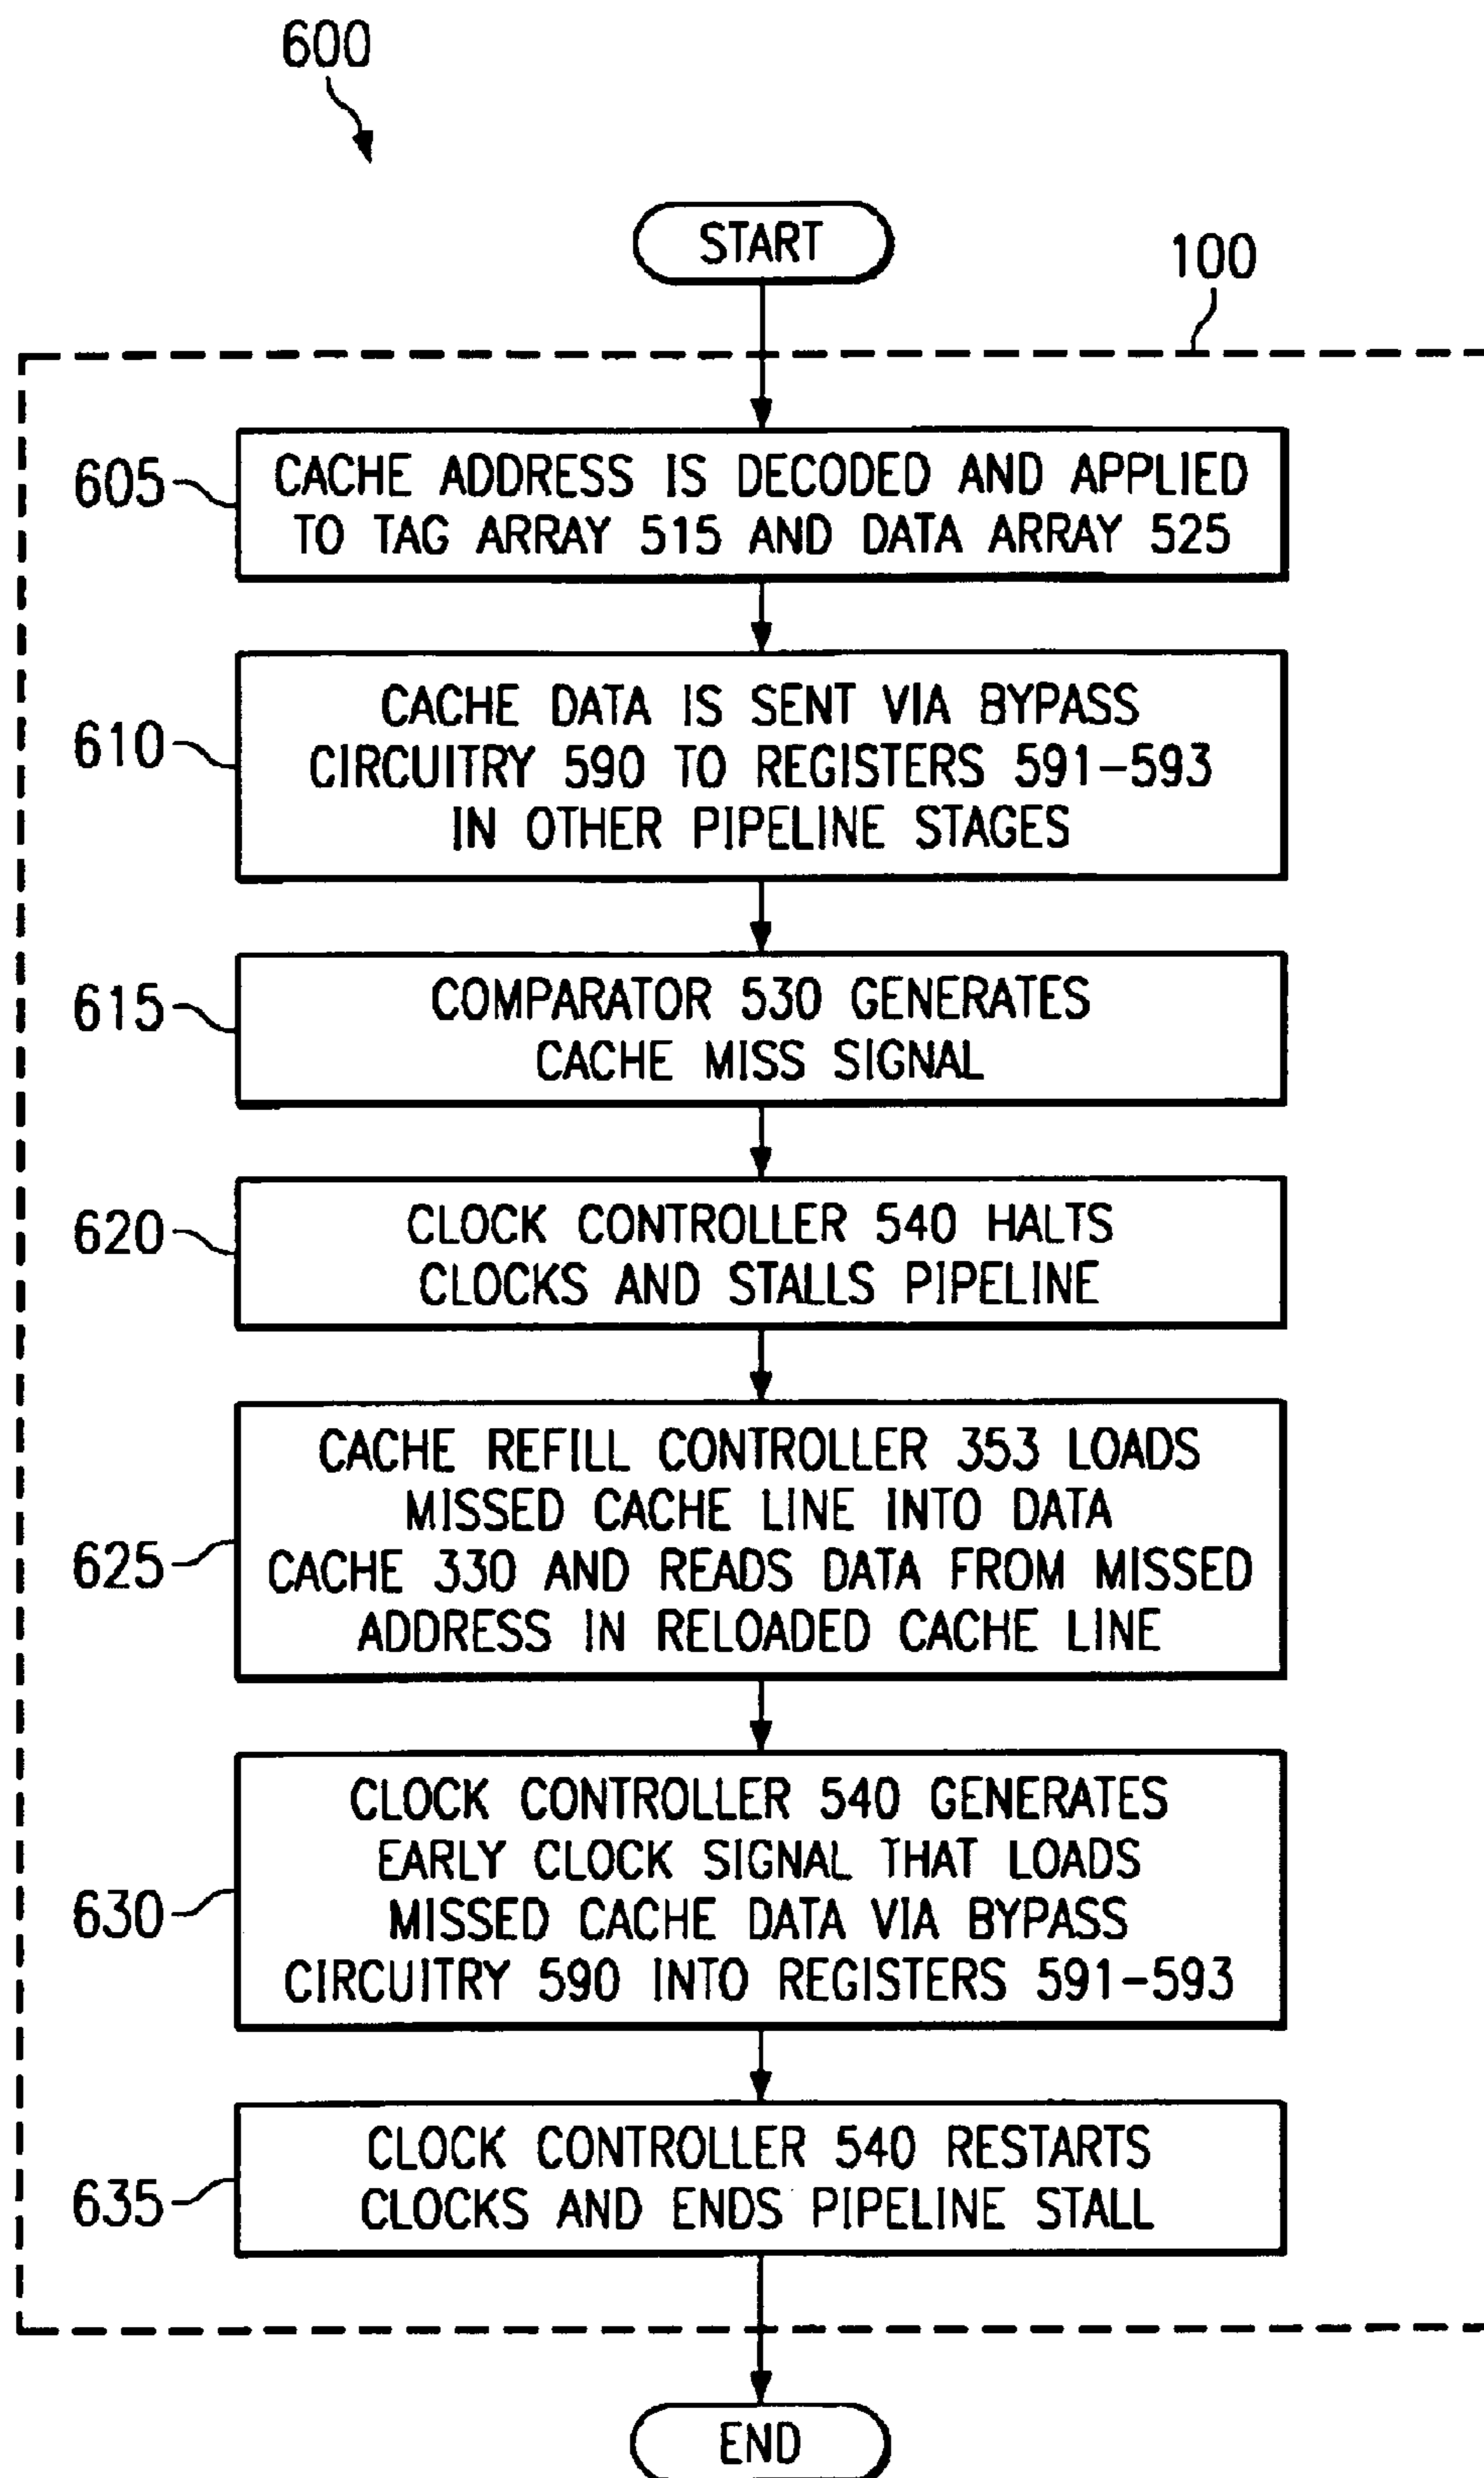 600
START
100
605
CACHE ADDRESS IS DECODED AND APPLIED
TO TAG ARRAY 515 AND DATA ARRAY 525
610
CACHE DATA IS SENT VIA BYPASS
CIRCUITRY 590 TO REGISTERS 591-593
IN OTHER PIPELINE STAGES
615
COMPARATOR 530 GENERATES
CACHE MISS SIGNAL
620
CLOCK CONTROLLER 540 HALTS
CLOCKS AND STALLS PIPELINE
625
CACHE REFILL CONTROLLER 353 LOADS
MISSED CACHE LINE INTO DATA
CACHE 330 AND READS DATA FROM MISSED
ADDRESS IN RELOADED CACHE LINE
630
CLOCK CONTROLLER 540 GENERATES
EARLY CLOCK SIGNAL THAT LOADS
MISSED CACHE DATA VIA BYPASS
CIRCUITRY 590 INTO REGISTERS 591-593
635
CLOCK CONTROLLER 540 RESTARTS
CLOCKS AND ENDS PIPELINE STALL
END